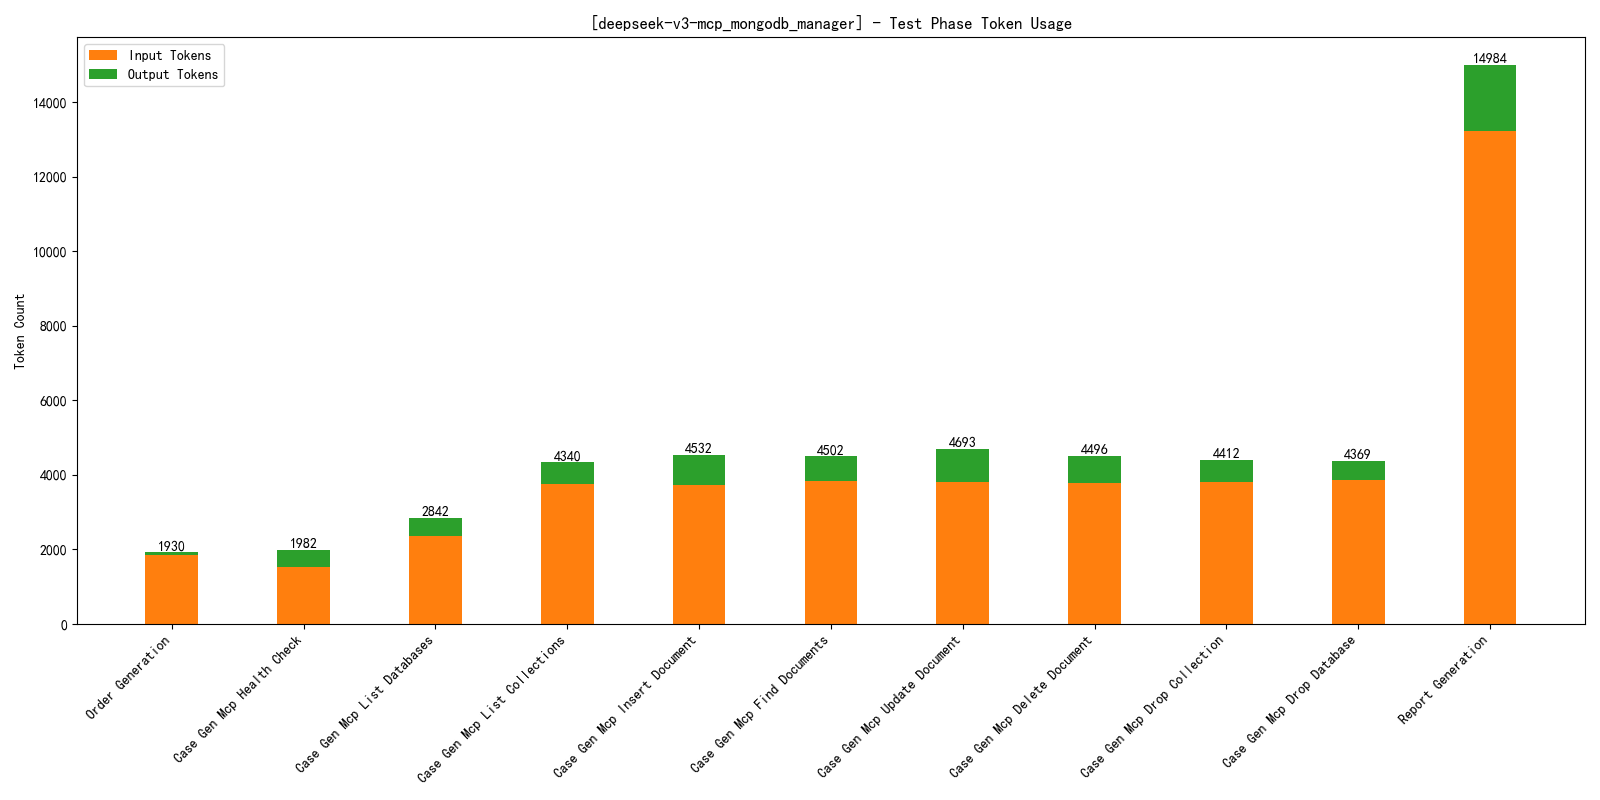 [deepseek-v3-mcp_mongodb_manager] - Test Phase Token Usage
Input Tokens
Output Tokens
Token Count
14000
12000
10000
8000
6000
4000
2000
0
1930
1982
2842
4340
4532
4502
4693
4496
4412
4369
14984
Order Generation
Case Gen Mcp Health Check
Case Gen Mcp List Databases
Case Gen Mcp List Collections
Case Gen Mcp Insert Document
Case Gen Mcp Find Documents
Case Gen Mcp Update Document
Case Gen Mcp Delete Document
Case Gen Mcp Drop Collection
Case Gen Mcp Drop Database
Report Generation